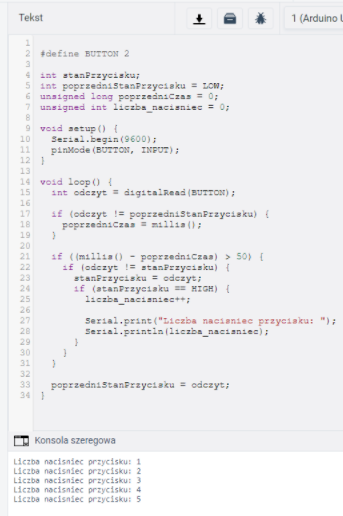 Tekst
1 (Arduino U
1
2 #define BUTTON 2
3
4 int stanPrzycisku;
5 int poprzedniStanPrzycisku = LOW;
6 unsigned long poprzedniCzas = 0;
7 unsigned int liczba_nacisniec = 0;
8
9 void setup() {
10 Serial.begin(9600);
11 pinMode(BUTTON, INPUT);
12 }
13
14 void loop() {
15 int odczyt = digitalRead(BUTTON);
16
17 if (odczyt != poprzedniStanPrzycisku) {
18 poprzedniCzas = millis();
19 }
20
21 if ((millis() - poprzedniCzas) > 50) {
22 if (odczyt != stanPrzycisku) {
23 stanPrzycisku = odczyt;
24 if (stanPrzycisku == HIGH) {
25 liczba_nacisniec++;
26
27 Serial.print("Liczba nacisniec przycisku: ");
28 Serial.println(liczba_nacisniec);
29 }
30 }
31 }
32
33 poprzedniStanPrzycisku = odczyt;
34 }
Konsola szeregowa
Liczba nacisniec przycisku: 1
Liczba nacisniec przycisku: 2
Liczba nacisniec przycisku: 3
Liczba nacisniec przycisku: 4
Liczba nacisniec przycisku: 5